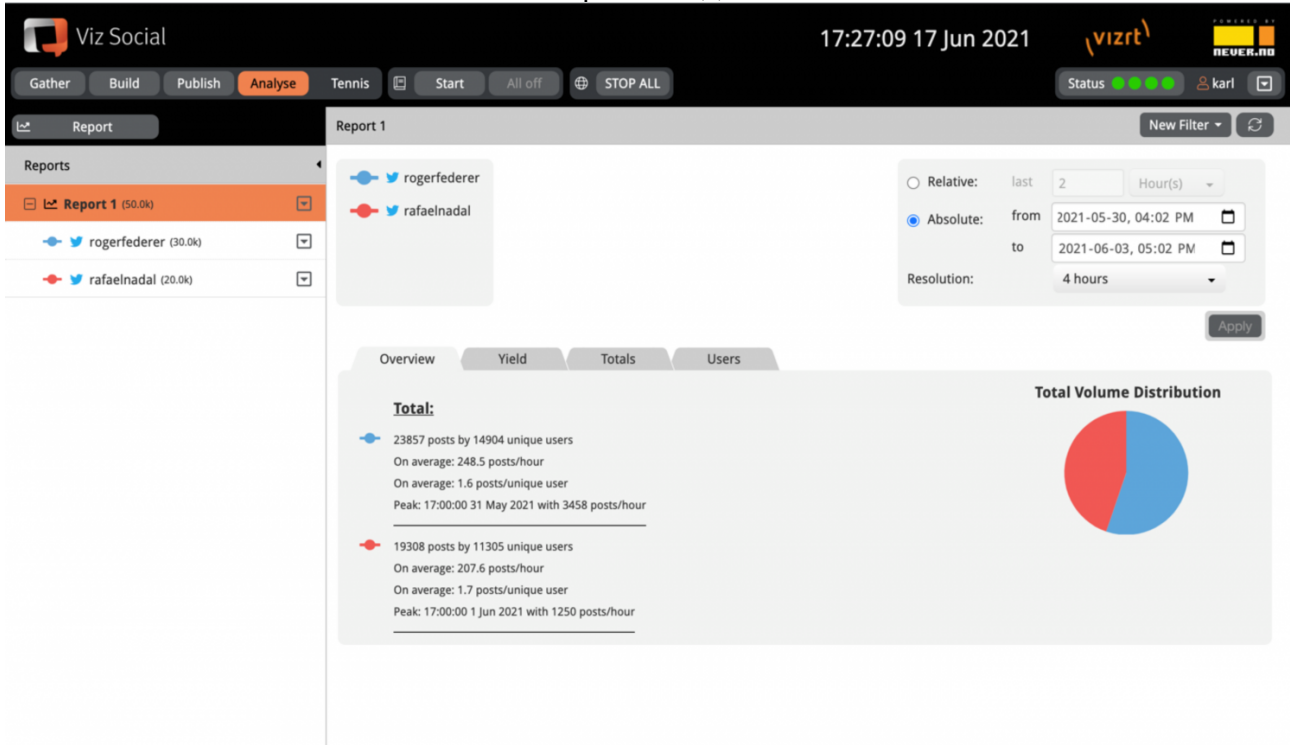 Viz Social
17:27:09 17 Jun 2021
vizrt
POWERED BY
never.no
Gather Build Publish Analyse Tennis Start All off STOP ALL Status karl
Report
Report 1 New Filter
Reports
Report 1 (50.0k)
rogerfederer (30.0k)
rafaelnadal (20.0k)
rogerfederer
rafaelnadal
Relative: last 2 Hour(s)
Absolute: from 2021-05-30, 04:02 PM
to 2021-06-03, 05:02 PM
Resolution: 4 hours
Apply
Overview Yield Totals Users
Total:
23857 posts by 14904 unique users
On average: 248.5 posts/hour
On average: 1.6 posts/unique user
Peak: 17:00:00 31 May 2021 with 3458 posts/hour
19308 posts by 11305 unique users
On average: 207.6 posts/hour
On average: 1.7 posts/unique user
Peak: 17:00:00 1 Jun 2021 with 1250 posts/hour
Total Volume Distribution